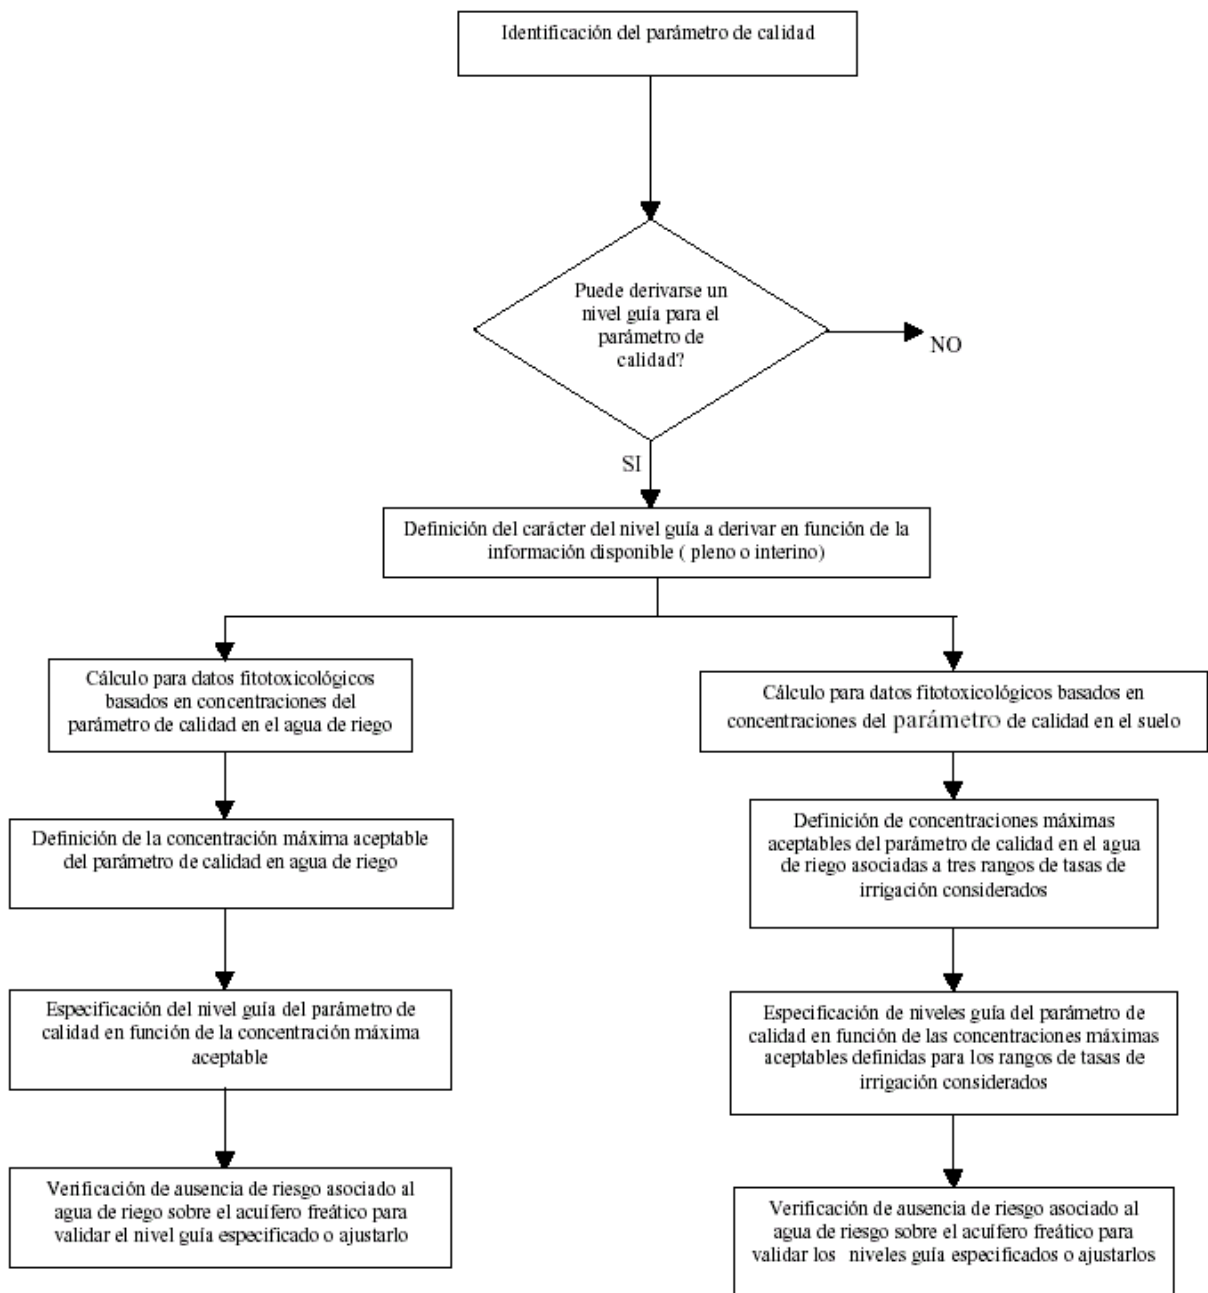 Identificación del parámetro de calidad
Puede derivarse un
nivel guía para el
parámetro de
calidad?
NO
SI
Definición del carácter del nivel guía a derivar en función de la
información disponible ( pleno o interino)
Cálculo para datos fitotoxicológicos
basados en concentraciones del
parámetro de calidad en el agua de riego
Definición de la concentración máxima aceptable
del parámetro de calidad en agua de riego
Especificación del nivel guía del parámetro de
calidad en función de la concentración máxima
aceptable
Verificación de ausencia de riesgo asociado al
agua de riego sobre el acuífero freático para
validar el nivel guía especificado o ajustarlo
Cálculo para datos fitotoxicológicos basados en
concentraciones del parámetro de calidad en el suelo
Definición de concentraciones máximas
aceptables del parámetro de calidad en el agua
de riego asociadas a tres rangos de tasas de
irrigación considerados
Especificación de niveles guía del parámetro de
calidad en función de las concentraciones máximas
aceptables definidas para los rangos de tasas de
irrigación considerados
Verificación de ausencia de riesgo asociado al
agua de riesgo sobre el acuífero freático para
validar los niveles guía especificados o ajustarlos